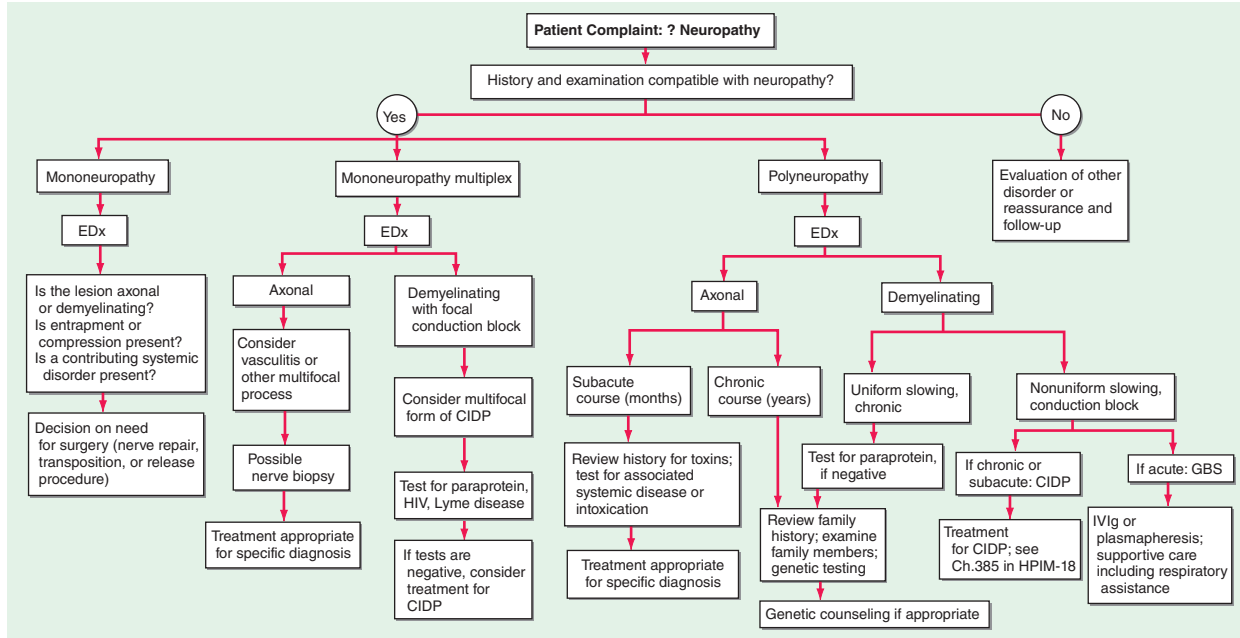 Patient Complaint: ? Neuropathy
History and examination compatible with neuropathy?
Yes
No
Mononeuropathy
Mononeuropathy multiplex
Polyneuropathy
Evaluation of other
disorder or
reassurance and
follow-up
EDx
EDx
EDx
Is the lesion axonal
or demyelinating?
Is entrapment or
compression present?
Is a contributing systemic
disorder present?
Decision on need
for surgery (nerve repair,
transposition, or release
procedure)
Axonal
Consider
vasculitis or
other multifocal
process
Possible
nerve biopsy
Treatment appropriate
for specific diagnosis
Demyelinating
with focal
conduction block
Consider multifocal
form of CIDP
Test for paraprotein,
HIV, Lyme disease
If tests are
negative, consider
treatment for
CIDP
Axonal
Subacute
course (months)
Review history for toxins;
test for associated
systemic disease or
intoxication
Treatment appropriate
for specific diagnosis
Chronic
course (years)
Demyelinating
Uniform slowing,
chronic
Test for paraprotein,
if negative
Review family
history; examine
family members;
genetic testing
Genetic counseling if appropriate
Nonuniform slowing,
conduction block
If chronic or
subacute: CIDP
Treatment
for CIDP; see
Ch.385 in HPIM-18
If acute: GBS
IVIg or
plasmapheresis;
supportive care
including respiratory
assistance